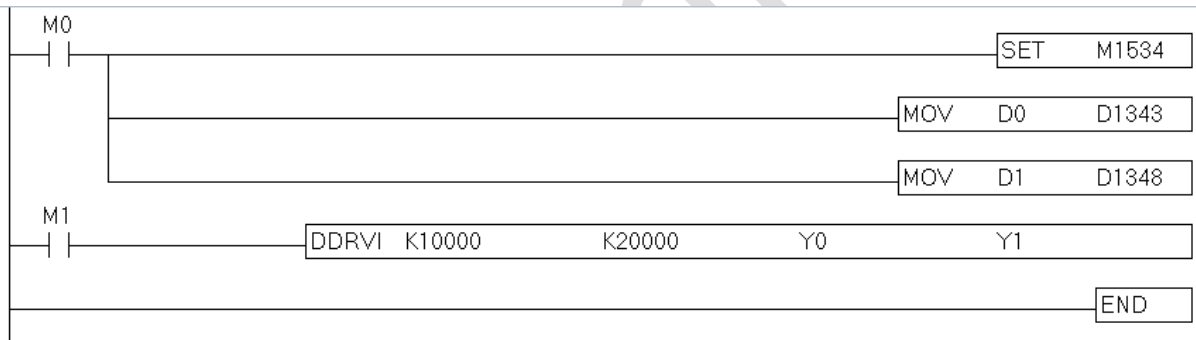 M0
SET M1534
MOV D0 D1343
MOV D1 D1348
M1
DDRVI K10000 K20000 Y0 Y1
END